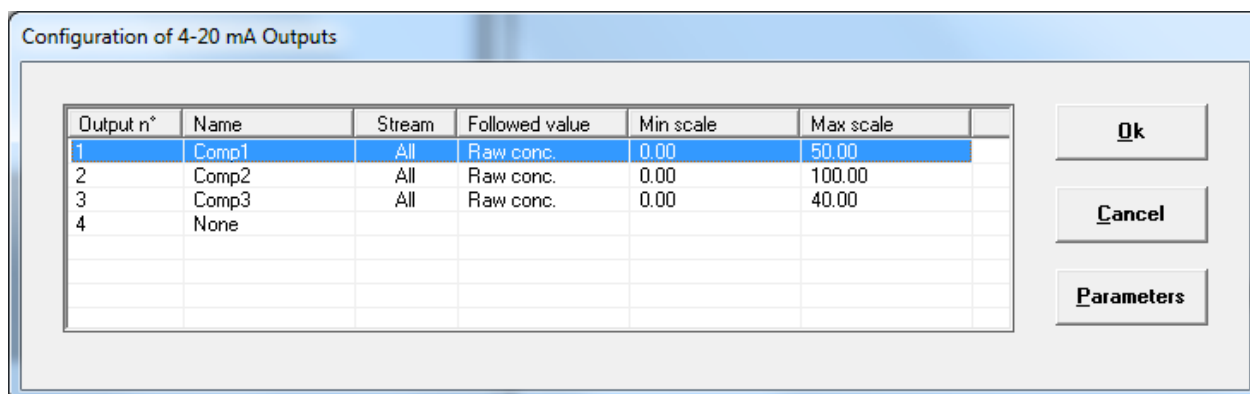 Configuration of 4-20 mA Outputs
Output n° Name Stream Followed value Min scale Max scale
1 Comp1 All Raw conc. 0.00 50.00
2 Comp2 All Raw conc. 0.00 100.00
3 Comp3 All Raw conc. 0.00 40.00
4 None
Ok
Cancel
Parameters